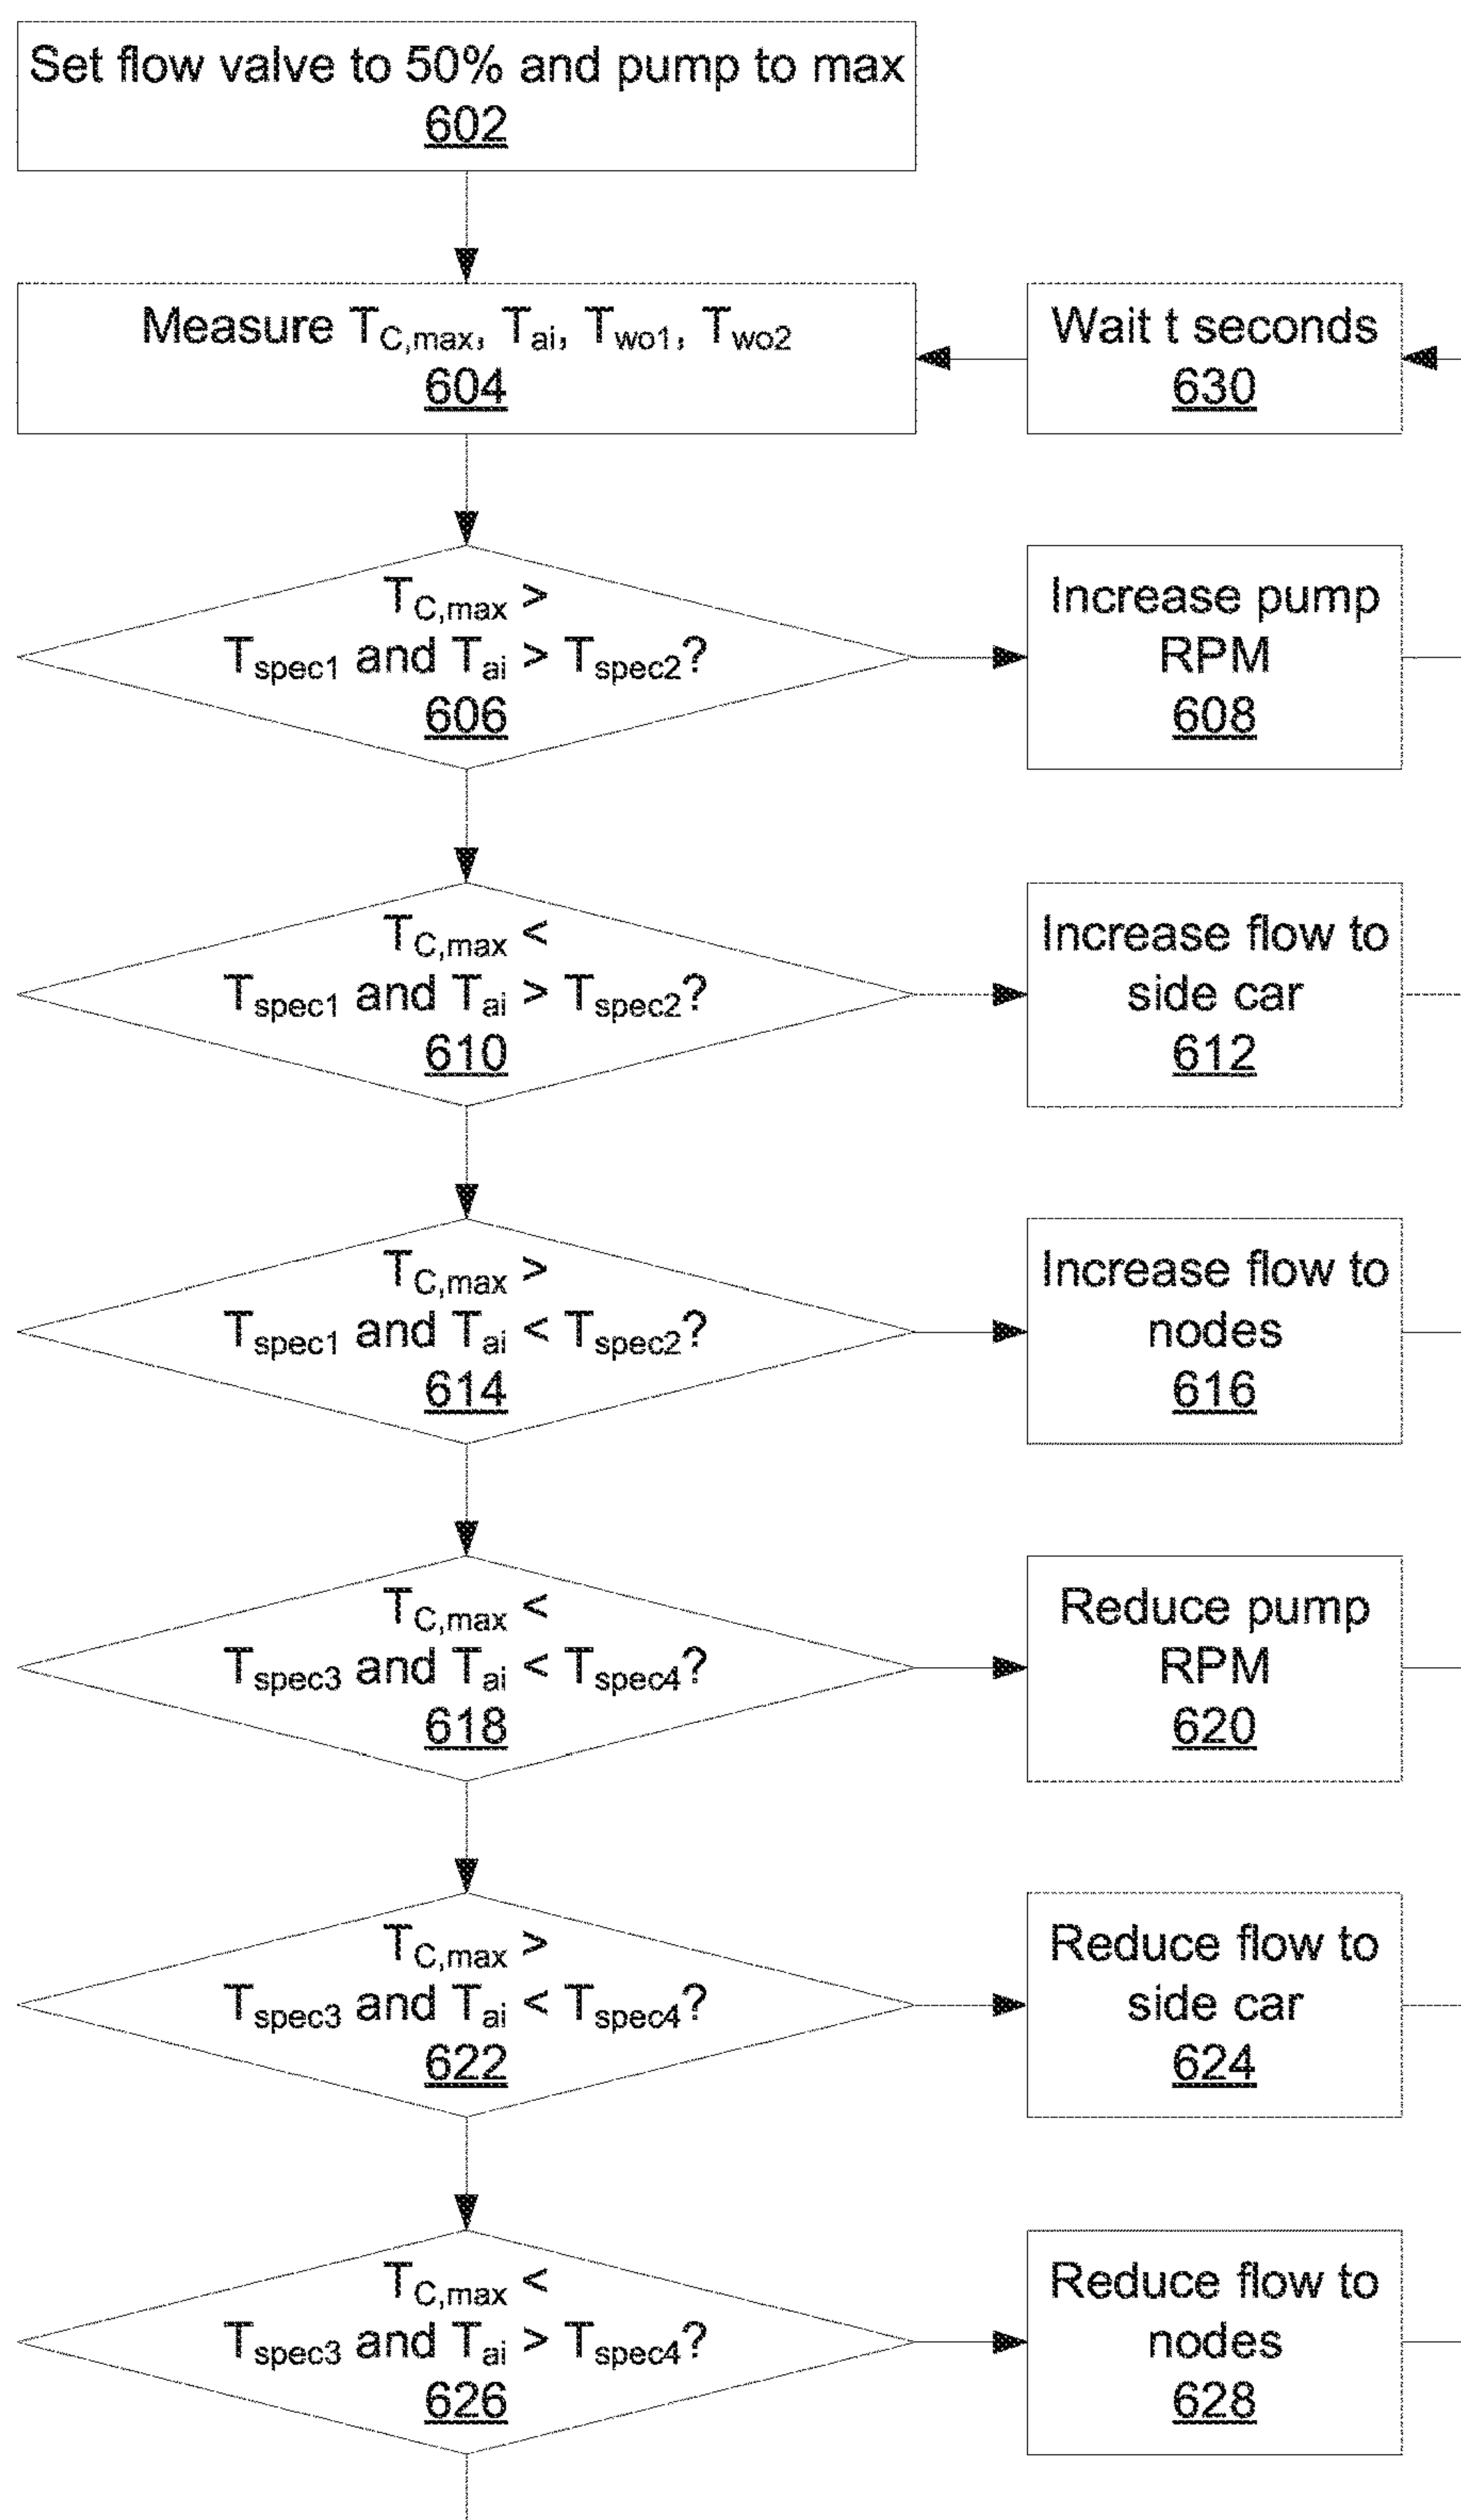 Set flow valve to 50% and pump to max
602
Measure T_C,max, T_ai, T_wo1, T_wo2
604
Wait t seconds
630
T_C,max >
T_spec1 and T_ai > T_spec2?
606
Increase pump
RPM
608
T_C,max <
T_spec1 and T_ai > T_spec2?
610
Increase flow to
side car
612
T_C,max >
T_spec1 and T_ai < T_spec2?
614
Increase flow to
nodes
616
T_C,max <
T_spec3 and T_ai < T_spec4?
618
Reduce pump
RPM
620
T_C,max >
T_spec3 and T_ai < T_spec4?
622
Reduce flow to
side car
624
T_C,max <
T_spec3 and T_ai > T_spec4?
626
Reduce flow to
nodes
628